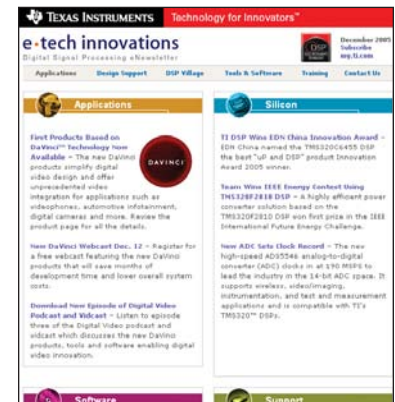 TEXAS INSTRUMENTS Technology for Innovators™
e•tech innovations
Digital Signal Processing eNewsletter
DSP
December 2005
Subscribe
my.ti.com
Applications Design Support DSP Village Tools & Software Training Contact Us
Applications
First Products Based on
DaVinci™ Technology Now
Available – The new DaVinci
products simplify digital
video design and offer
unprecedented video
integration for applications such as
videophones, automotive infotainment,
digital cameras and more. Review the
product page for all the details.
DAVINCI
New DaVinci Webcast Dec. 12 – Register for
a free webcast featuring the new DaVinci
products that will save months of
development time and lower overall system
costs.
Download New Episode of Digital Video
Podcast and Vidcast – Listen to episode
three of the Digital Video podcast and
vidcast which discusses the new DaVinci
products, tools and software enabling digital
video innovation.
Silicon
TI DSP Wins EDN China Innovation Award –
EDN China named the TMS320C6455 DSP
the best "uP and DSP" product Innovation
Award 2005 winner.
Team Wins IEEE Energy Contest Using
TMS320F2810 DSP – A highly efficient power
converter solution based on the
TMS320F2810 DSP won first prize in the IEEE
International Future Energy Challenge.
New ADC Sets Clock Record – The new
high-speed ADS5546 analog-to-digital
converter (ADC) clocks in at 190 MSPS to
lead the industry in the 14-bit ADC space. It
supports wireless, video/imaging,
instrumentation, and test and measurement
applications and is compatible with TI's
TMS320™ DSPs.
Software
Support